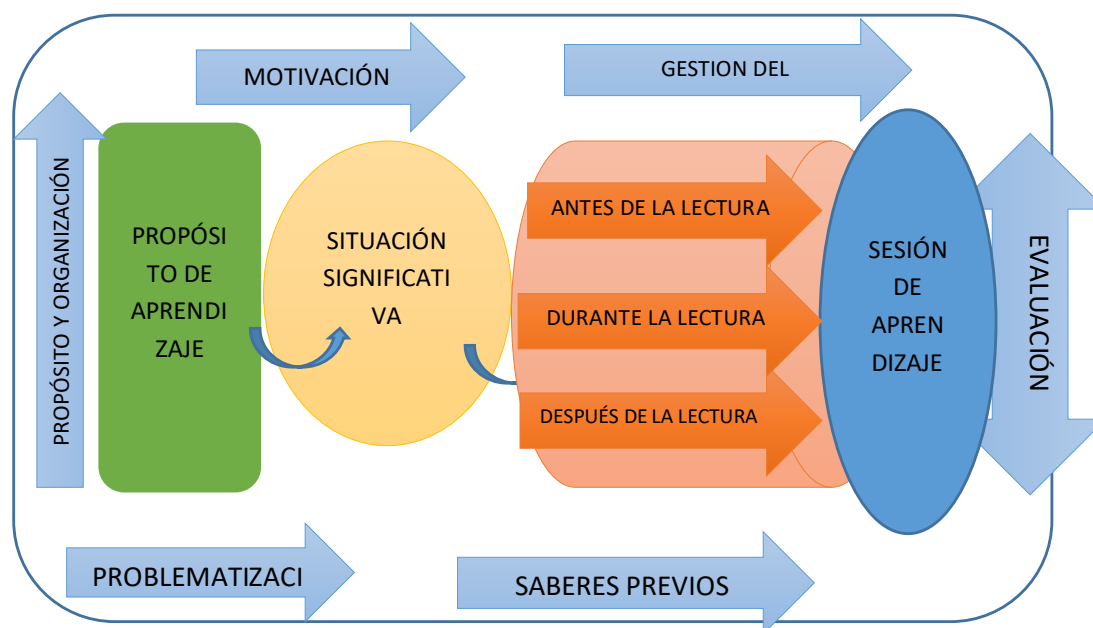 MOTIVACIÓN
GESTION DEL
PROPÓSITO Y ORGANIZACIÓN
PROPÓSI
TO DE
APRENDI
ZAJE
SITUACIÓN
SIGNIFICATI
VA
ANTES DE LA LECTURA
DURANTE LA LECTURA
DESPUÉS DE LA LECTURA
SESIÓN
DE
APREN
DIZAJE
EVALUACIÓN
PROBLEMATIZACI
SABERES PREVIOS